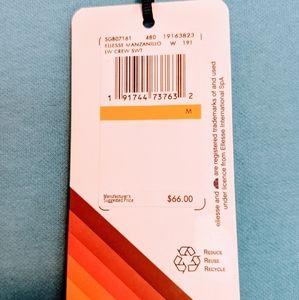 SGB07161 480 19163823
ELLESSE MANZANILLO W 191
LW CREW SWT
1 91744 73763 2
M
Manufacturer's
Suggested Price
$66.00
ellesse and are registered trademarks of and used
under licence from Ellesse International SpA
REDUCE
REUSE
RECYCLE